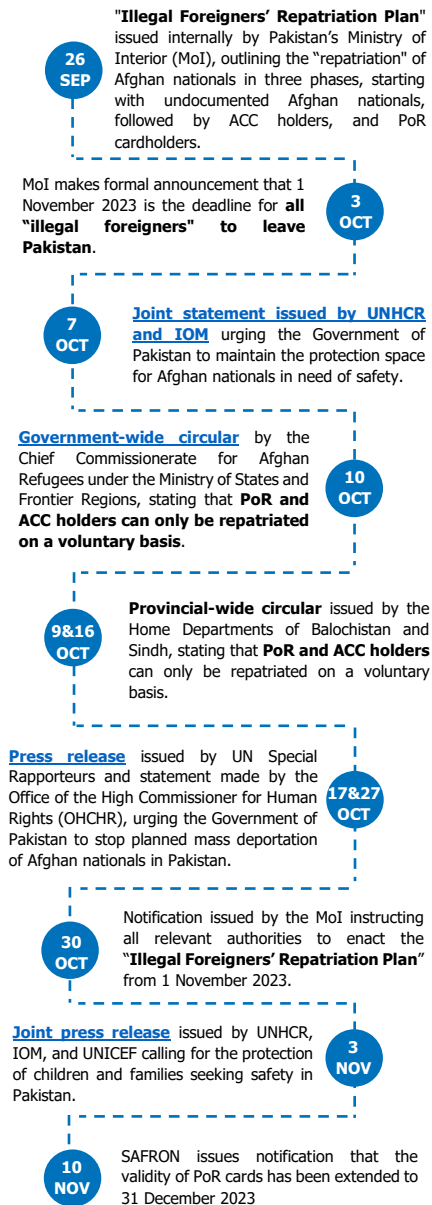 "Illegal Foreigners’ Repatriation Plan"
issued internally by Pakistan’s Ministry of
Interior (MoI), outlining the “repatriation" of
Afghan nationals in three phases, starting
with undocumented Afghan nationals,
followed by ACC holders, and PoR
cardholders.
26
SEP
MoI makes formal announcement that 1
November 2023 is the deadline for all
“illegal foreigners" to leave
Pakistan.
3
OCT
7
OCT
Joint statement issued by UNHCR
and IOM urging the Government of
Pakistan to maintain the protection space
for Afghan nationals in need of safety.
Government-wide circular by the
Chief Commissionerate for Afghan
Refugees under the Ministry of States and
Frontier Regions, stating that PoR and
ACC holders can only be repatriated
on a voluntary basis.
10
OCT
9&16
OCT
Provincial-wide circular issued by the
Home Departments of Balochistan and
Sindh, stating that PoR and ACC holders
can only be repatriated on a voluntary
basis.
Press release issued by UN Special
Rapporteurs and statement made by the
Office of the High Commissioner for Human
Rights (OHCHR), urging the Government of
Pakistan to stop planned mass deportation
of Afghan nationals in Pakistan.
17&27
OCT
30
OCT
Notification issued by the MoI instructing
all relevant authorities to enact the
“Illegal Foreigners’ Repatriation Plan”
from 1 November 2023.
Joint press release issued by UNHCR,
IOM, and UNICEF calling for the protection
of children and families seeking safety in
Pakistan.
3
NOV
10
NOV
SAFRON issues notification that the
validity of PoR cards has been extended to
31 December 2023